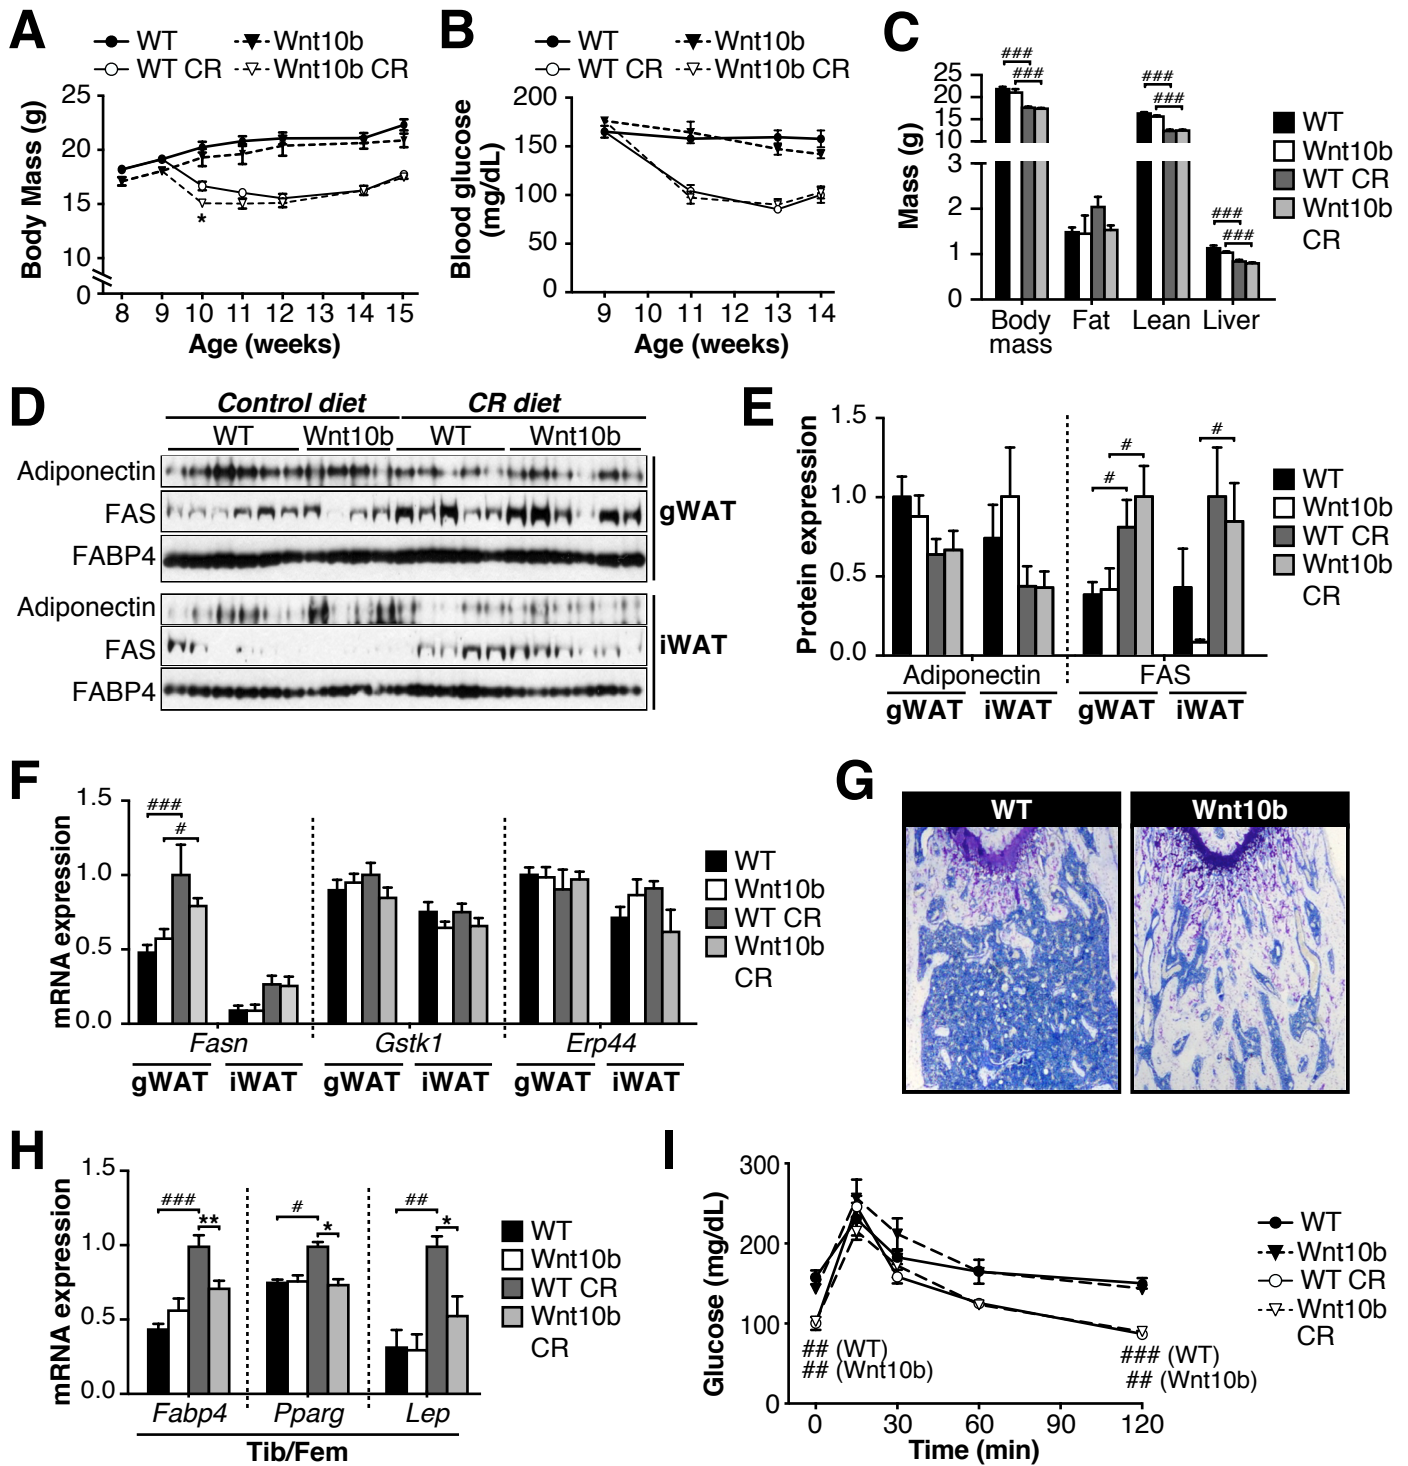 A
WT
Wnt10b
WT CR
Wnt10b CR
Body Mass (g)
25
20
15
10
0
*
8 9 10 11 12 13 14 15
Age (weeks)
B
WT
Wnt10b
WT CR
Wnt10b CR
Blood glucose
(mg/dL)
200
150
100
50
0
9 10 11 12 13 14
Age (weeks)
C
Mass (g)
25
20
15
10
3
2
1
0
###
###
###
###
###
###
Body
mass
Fat
Lean
Liver
WT
Wnt10b
WT CR
Wnt10b
CR
D
Control diet
CR diet
WT
Wnt10b
WT
Wnt10b
Adiponectin
FAS
FABP4
gWAT
Adiponectin
FAS
FABP4
iWAT
E
Protein expression
1.5
1.0
0.5
0.0
#
#
#
Adiponectin
FAS
gWAT
iWAT
gWAT
iWAT
WT
Wnt10b
WT CR
Wnt10b
CR
F
mRNA expression
1.5
1.0
0.5
0.0
###
#
Fasn
Gstk1
Erp44
gWAT
iWAT
gWAT
iWAT
gWAT
iWAT
WT
Wnt10b
WT CR
Wnt10b
CR
G
WT
Wnt10b
H
mRNA expression
1.5
1.0
0.5
0.0
###
**
#
*
##
*
Fabp4
Pparg
Lep
Tib/Fem
WT
Wnt10b
WT CR
Wnt10b
CR
I
Glucose (mg/dL)
300
200
100
0
## (WT)
## (Wnt10b)
### (WT)
## (Wnt10b)
0 30 60 90 120
Time (min)
WT
Wnt10b
WT CR
Wnt10b
CR